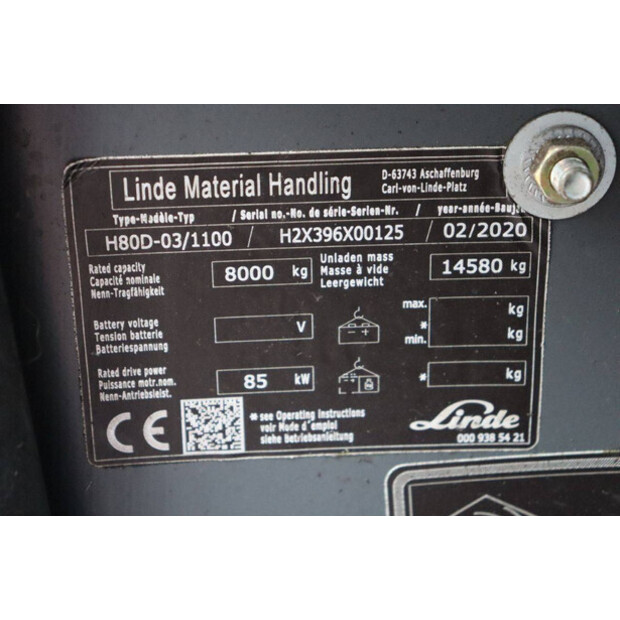 Linde Material Handling
D-63743 Aschaffenburg
Carl-von-Linde-Platz
Type-Madèle-Typ / Serial no.-No. de série-Serien-Nr. / year-année-Bauj.
H80D-03/1100 / H2X396X00125 / 02/2020
Rated capacity
Capacité nominale
Nenn-Tragfähigkeit
8000 kg
Unladen mass
Masse à vide
Leergewicht
14580 kg
Battery voltage
Tension batterie
Batteriespannung
V
max. kg
*
min. kg
Rated drive power
Puissance motr.nom.
Nenn-Antriebsleist.
85 kW
* kg
CE
* see Operating Instructions
voir Mode d'emploi
siehe Betriebsanleitung
Linde
000 938 54 21